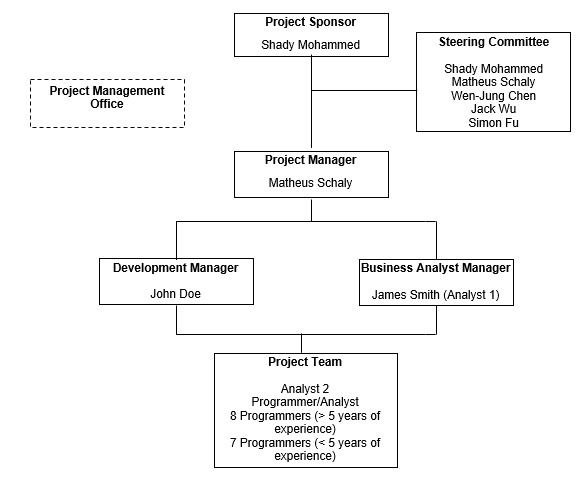 Project Sponsor
Shady Mohammed
Steering Committee
Shady Mohammed
Matheus Schaly
Wen-Jung Chen
Jack Wu
Simon Fu
Project Management
Office
Project Manager
Matheus Schaly
Development Manager
John Doe
Business Analyst Manager
James Smith (Analyst 1)
Project Team
Analyst 2
Programmer/Analyst
8 Programmers (> 5 years of
experience)
7 Programmers (< 5 years of
experience)